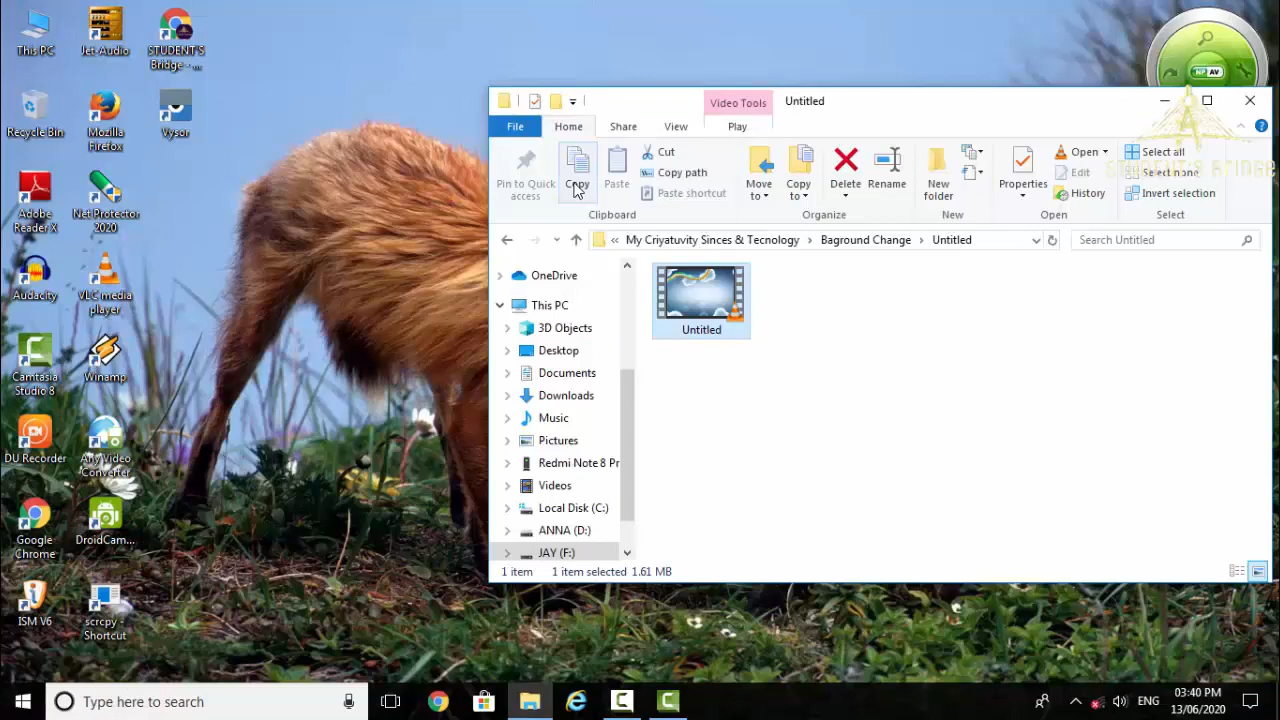 This PC
Jet-Audio
STUDENT'S
Bridge - ...
Recycle Bin
Mozilla
Firefox
Vysor
Adobe
Reader X
Net Protector
2020
Audacity
VLC media
player
Camtasia
Studio 8
Winamp
DU Recorder
Any Video
Converter
Google
Chrome
DroidCam...
ISM V6
scrcpy -
Shortcut
NP AV
Video Tools
Untitled
File
Home
Share
View
Play
Pin to Quick
access
Copy
Paste
Cut
Copy path
Paste shortcut
Clipboard
Move
to
Copy
to
Delete
Rename
Organize
New
folder
New
Properties
Open
Edit
History
Open
Select all
Select none
Invert selection
Select
STUDENT'S BRIDGE
« My Criyatuvity Sinces & Tecnology › Baground Change › Untitled
Search Untitled
OneDrive
This PC
3D Objects
Desktop
Documents
Downloads
Music
Pictures
Redmi Note 8 Pr
Videos
Local Disk (C:)
ANNA (D:)
JAY (F:)
Untitled
1 item
1 item selected 1.61 MB
Type here to search
ENG
03:40 PM
13/06/2020